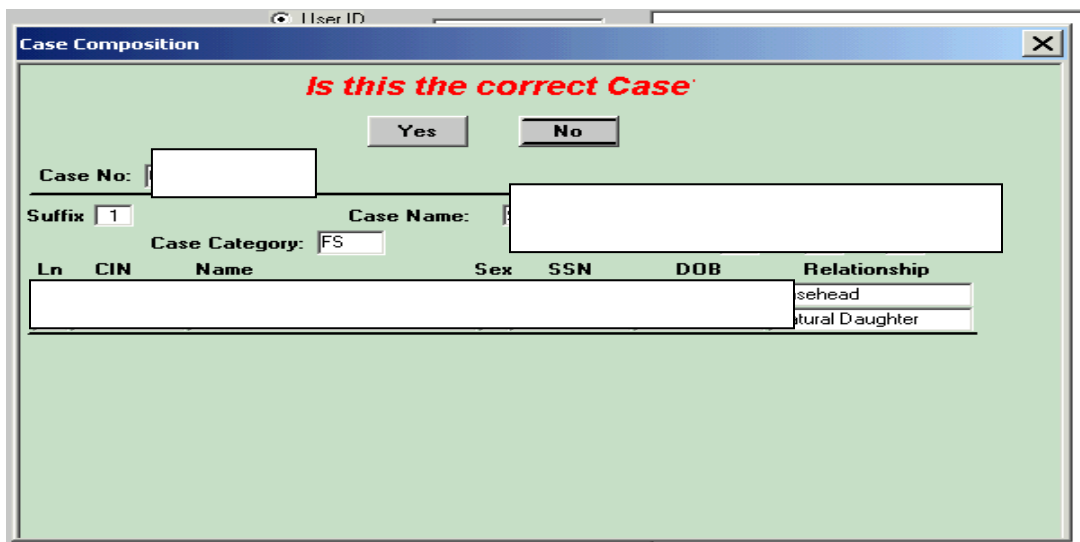 User ID
Case Composition
Is this the correct Case
Yes No
Case No:
Suffix 1 Case Name:
Case Category: FS
Ln CIN Name Sex SSN DOB Relationship
sehead
tural Daughter